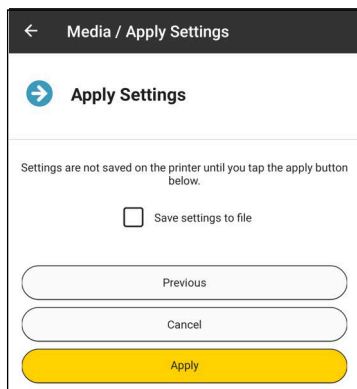 Media / Apply Settings
Apply Settings
Settings are not saved on the printer until you tap the apply button
below.
Save settings to file
Previous
Cancel
Apply